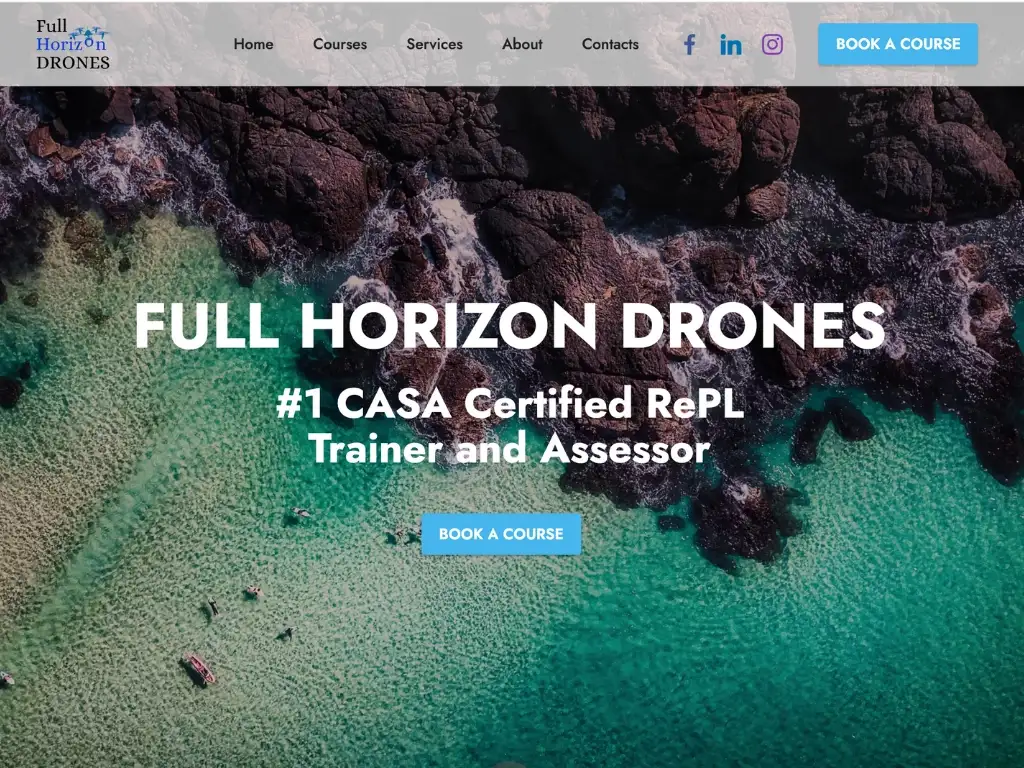 Full
Horizon
DRONES
Home
Courses
Services
About
Contacts
BOOK A COURSE
FULL HORIZON DRONES
#1 CASA Certified RePL
Trainer and Assessor
BOOK A COURSE